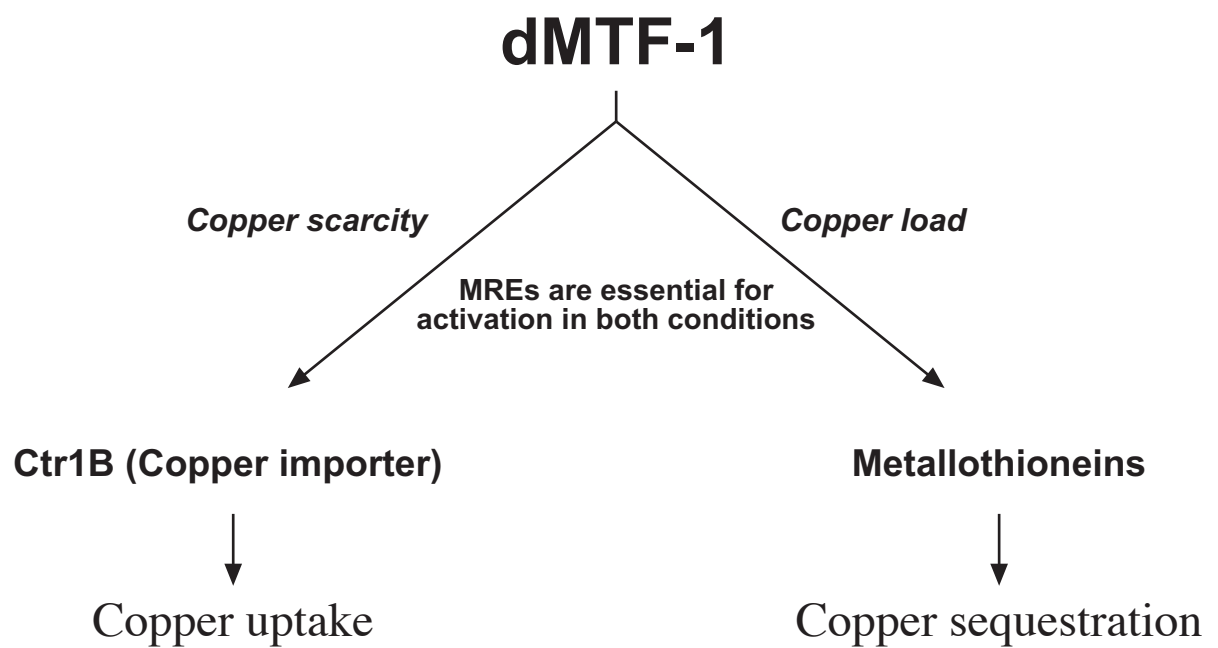 dMTF-1
Copper scarcity
Copper load
MREs are essential for
activation in both conditions
Ctr1B (Copper importer)
Metallothioneins
Copper uptake
Copper sequestration